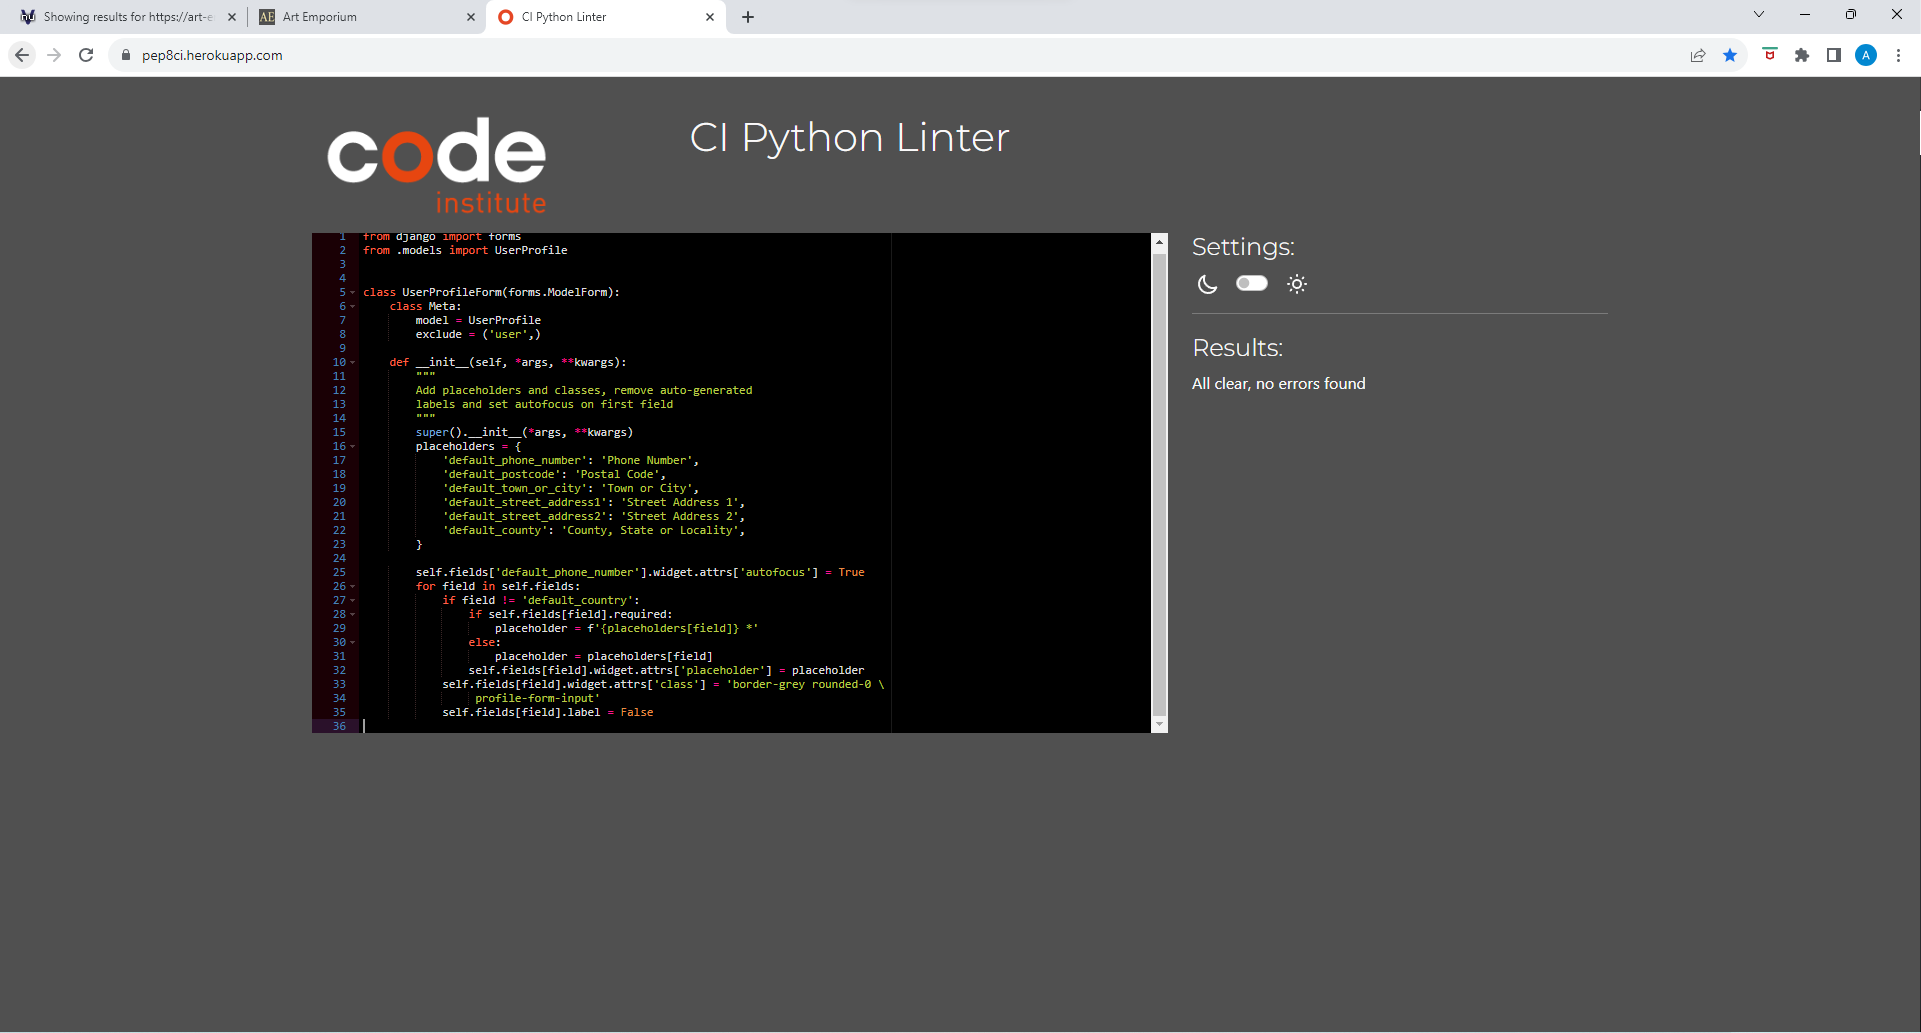 Showing results for https://art-e
Art Emporium
CI Python Linter
pep8ci.herokuapp.com
A
code
institute
CI Python Linter
1 from django import forms
2 from .models import UserProfile
3
4
5 class UserProfileForm(forms.ModelForm):
6     class Meta:
7         model = UserProfile
8         exclude = ('user',)
9
10     def __init__(self, *args, **kwargs):
11         """
12         Add placeholders and classes, remove auto-generated
13         labels and set autofocus on first field
14         """
15         super().__init__(*args, **kwargs)
16         placeholders = {
17             'default_phone_number': 'Phone Number',
18             'default_postcode': 'Postal Code',
19             'default_town_or_city': 'Town or City',
20             'default_street_address1': 'Street Address 1',
21             'default_street_address2': 'Street Address 2',
22             'default_county': 'County, State or Locality',
23         }
24
25         self.fields['default_phone_number'].widget.attrs['autofocus'] = True
26         for field in self.fields:
27             if field != 'default_country':
28                 if self.fields[field].required:
29                     placeholder = f'{placeholders[field]} *'
30                 else:
31                     placeholder = placeholders[field]
32                 self.fields[field].widget.attrs['placeholder'] = placeholder
33             self.fields[field].widget.attrs['class'] = 'border-grey rounded-0 \
34                  profile-form-input'
35             self.fields[field].label = False
36
Settings:
Results:
All clear, no errors found